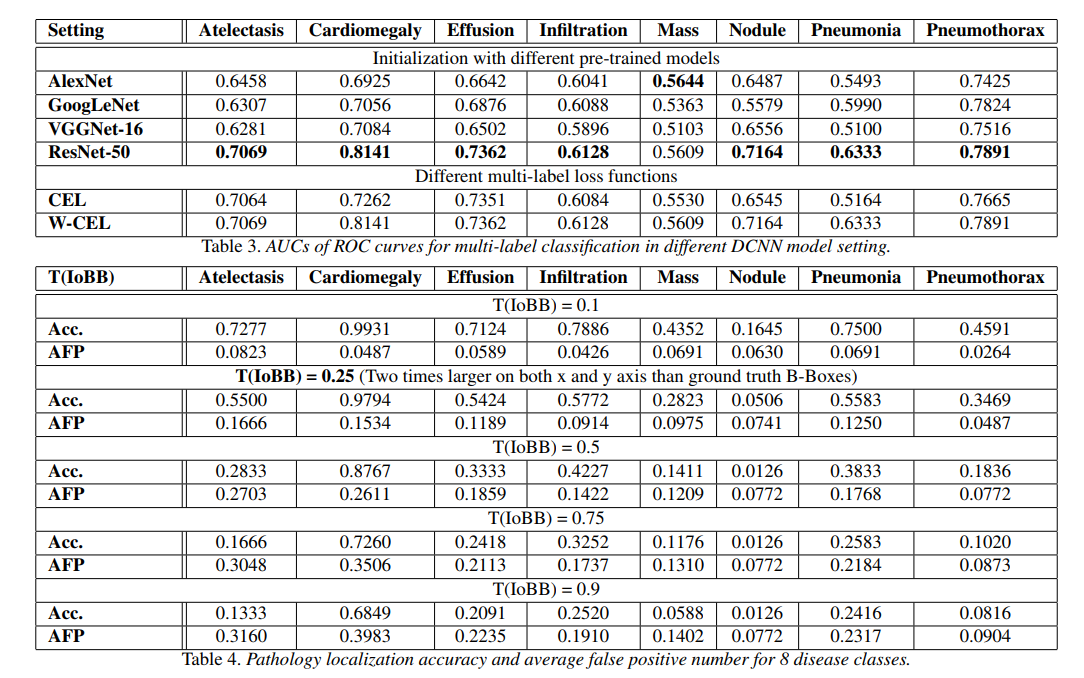 Setting Atelectasis Cardiomegaly Effusion Infiltration Mass Nodule Pneumonia Pneumothorax
Initialization with different pre-trained models
AlexNet 0.6458 0.6925 0.6642 0.6041 0.5644 0.6487 0.5493 0.7425
GoogLeNet 0.6307 0.7056 0.6876 0.6088 0.5363 0.5579 0.5990 0.7824
VGGNet-16 0.6281 0.7084 0.6502 0.5896 0.5103 0.6556 0.5100 0.7516
ResNet-50 0.7069 0.8141 0.7362 0.6128 0.5609 0.7164 0.6333 0.7891
Different multi-label loss functions
CEL 0.7064 0.7262 0.7351 0.6084 0.5530 0.6545 0.5164 0.7665
W-CEL 0.7069 0.8141 0.7362 0.6128 0.5609 0.7164 0.6333 0.7891
Table 3. AUCs of ROC curves for multi-label classification in different DCNN model setting.
T(IoBB) Atelectasis Cardiomegaly Effusion Infiltration Mass Nodule Pneumonia Pneumothorax
T(IoBB) = 0.1
Acc. 0.7277 0.9931 0.7124 0.7886 0.4352 0.1645 0.7500 0.4591
AFP 0.0823 0.0487 0.0589 0.0426 0.0691 0.0630 0.0691 0.0264
T(IoBB) = 0.25 (Two times larger on both x and y axis than ground truth B-Boxes)
Acc. 0.5500 0.9794 0.5424 0.5772 0.2823 0.0506 0.5583 0.3469
AFP 0.1666 0.1534 0.1189 0.0914 0.0975 0.0741 0.1250 0.0487
T(IoBB) = 0.5
Acc. 0.2833 0.8767 0.3333 0.4227 0.1411 0.0126 0.3833 0.1836
AFP 0.2703 0.2611 0.1859 0.1422 0.1209 0.0772 0.1768 0.0772
T(IoBB) = 0.75
Acc. 0.1666 0.7260 0.2418 0.3252 0.1176 0.0126 0.2583 0.1020
AFP 0.3048 0.3506 0.2113 0.1737 0.1310 0.0772 0.2184 0.0873
T(IoBB) = 0.9
Acc. 0.1333 0.6849 0.2091 0.2520 0.0588 0.0126 0.2416 0.0816
AFP 0.3160 0.3983 0.2235 0.1910 0.1402 0.0772 0.2317 0.0904
Table 4. Pathology localization accuracy and average false positive number for 8 disease classes.